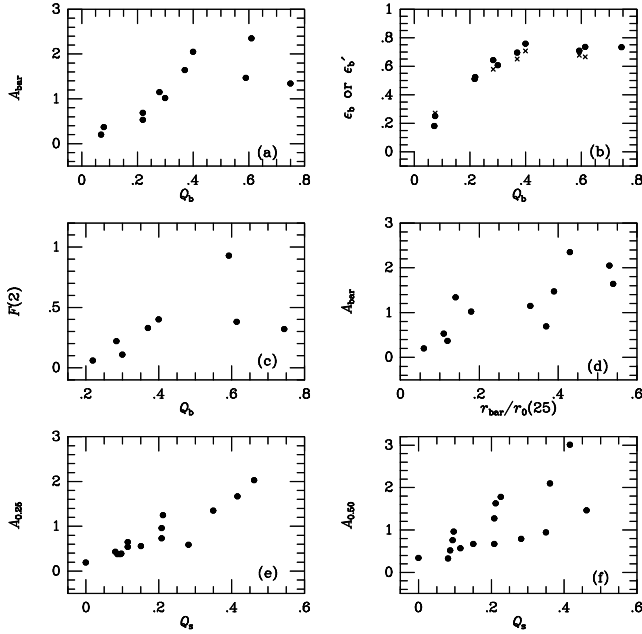 3
2
1
0
A_bar
(a)
0 .2 .4 .6 .8
Q_b
1
.8
.6
.4
.2
0
ϵ_b or ϵ_b′
(b)
0 .2 .4 .6 .8
Q_b
1
.5
0
F(2)
(c)
.2 .4 .6 .8
Q_b
3
2
1
0
A_bar
(d)
0 .2 .4 .6
r_bar/r_0(25)
3
2
1
0
A_0.25
(e)
0 .2 .4 .6
Q_s
3
2
1
0
A_0.50
(f)
0 .2 .4 .6
Q_s